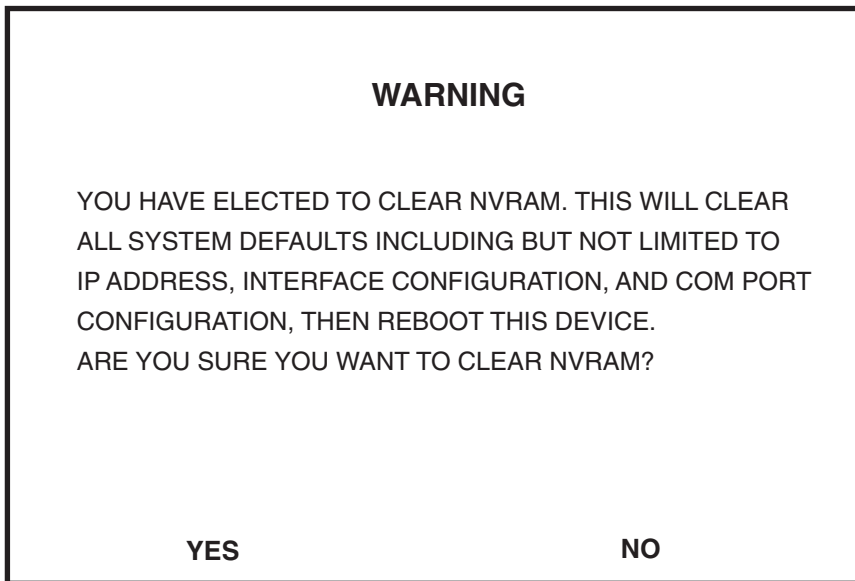 WARNING
YOU HAVE ELECTED TO CLEAR NVRAM. THIS WILL CLEAR
ALL SYSTEM DEFAULTS INCLUDING BUT NOT LIMITED TO
IP ADDRESS, INTERFACE CONFIGURATION, AND COM PORT
CONFIGURATION, THEN REBOOT THIS DEVICE.
ARE YOU SURE YOU WANT TO CLEAR NVRAM?
YES NO